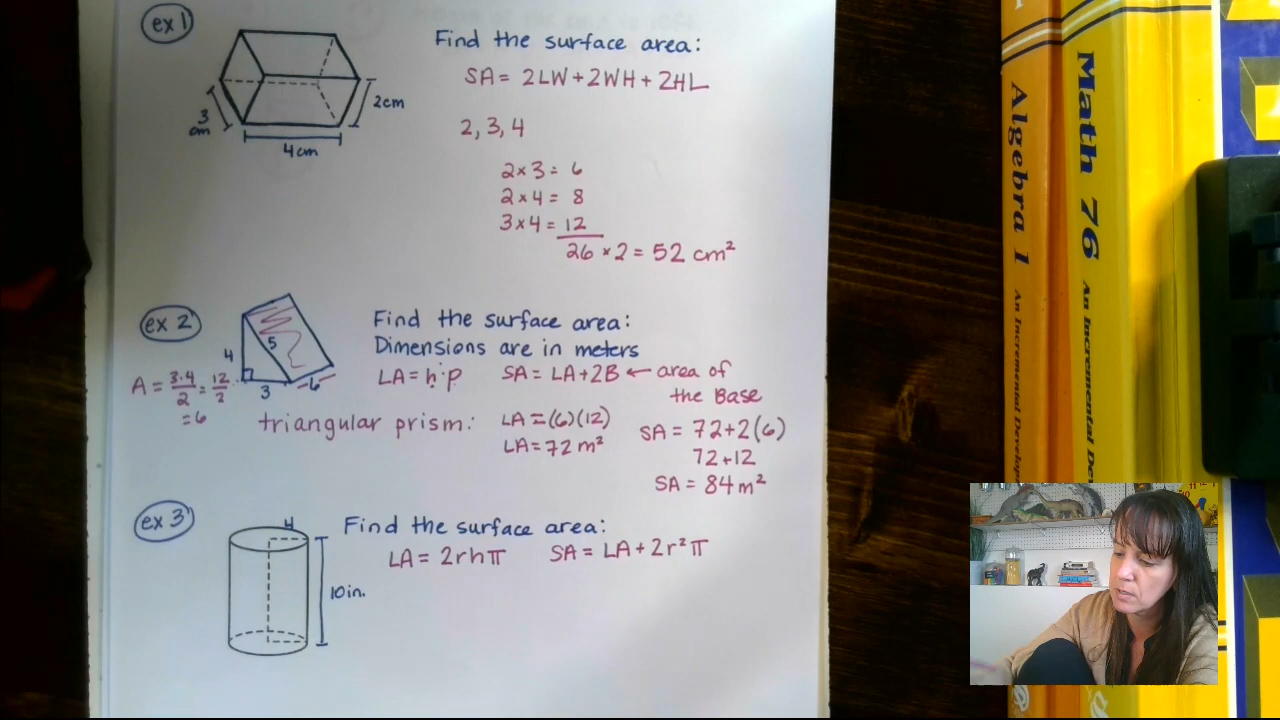 ex 1
Find the surface area:
SA = 2LW + 2WH + 2HL
3 cm
2cm
4cm
2, 3, 4
2 × 3 = 6
2 × 4 = 8
3 × 4 = 12
26 × 2 = 52 cm²
ex 2
Find the surface area:
Dimensions are in meters
4
5
3
6
A = 3·4/2 = 12/2
= 6
LA = h·p
SA = LA + 2B ← area of
the Base
triangular prism:
LA = (6)(12)
LA = 72 m²
SA = 72 + 2(6)
72 + 12
SA = 84 m²
ex 3
Find the surface area:
4
10in.
LA = 2rhπ
SA = LA + 2r²π
Algebra 1
An Incremental Develop
Math 76
An Incremental De